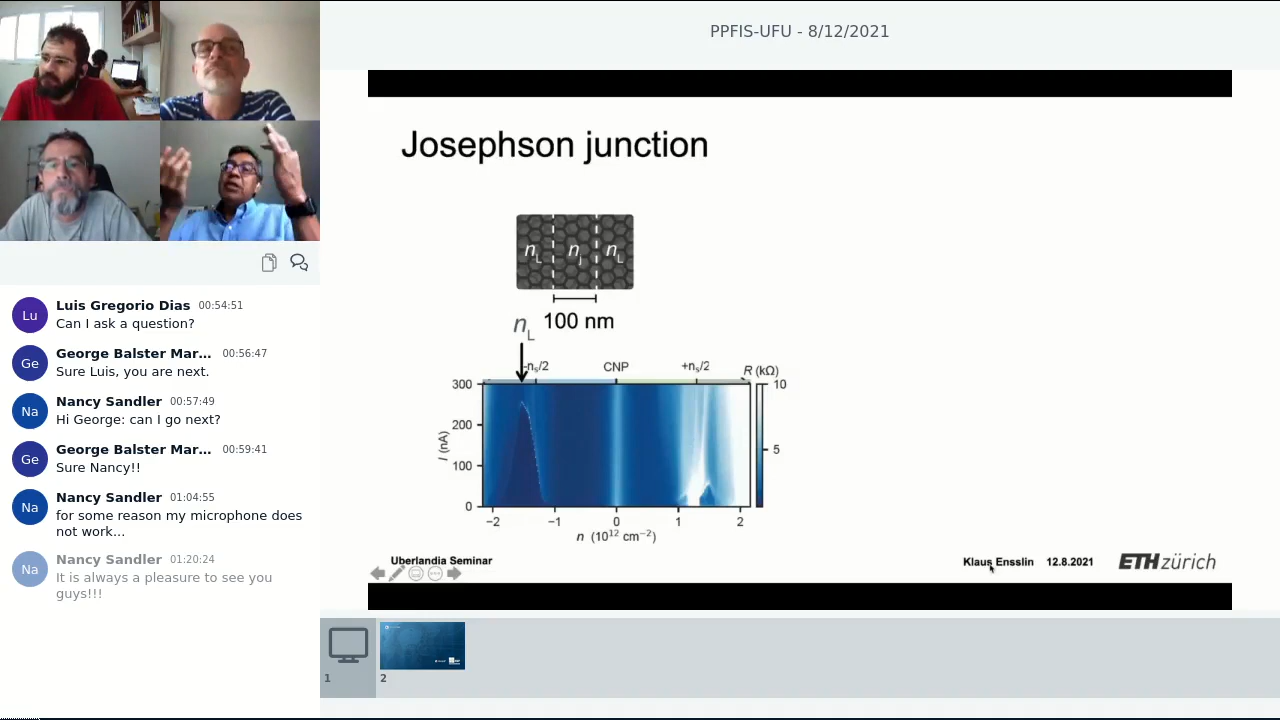 PPFIS-UFU - 8/12/2021
Luis Gregorio Dias 00:54:51
Can I ask a question?
George Balster Mar... 00:56:47
Sure Luis, you are next.
Nancy Sandler 00:57:49
Hi George: can I go next?
George Balster Mar... 00:59:41
Sure Nancy!!
Nancy Sandler 01:04:55
for some reason my microphone does
not work...
Nancy Sandler 01:20:24
It is always a pleasure to see you
guys!!!
Lu
Ge
Na
Ge
Na
Na
Josephson junction
nL nj nL
100 nm
nL
-ns/2 CNP +ns/2 R (kΩ)
300
200
100
0
I (nA)
10
5
−2 −1 0 1 2
n (10¹² cm⁻²)
Uberlandia Seminar
Klaus Ensslin 12.8.2021 ETH zürich
1
2